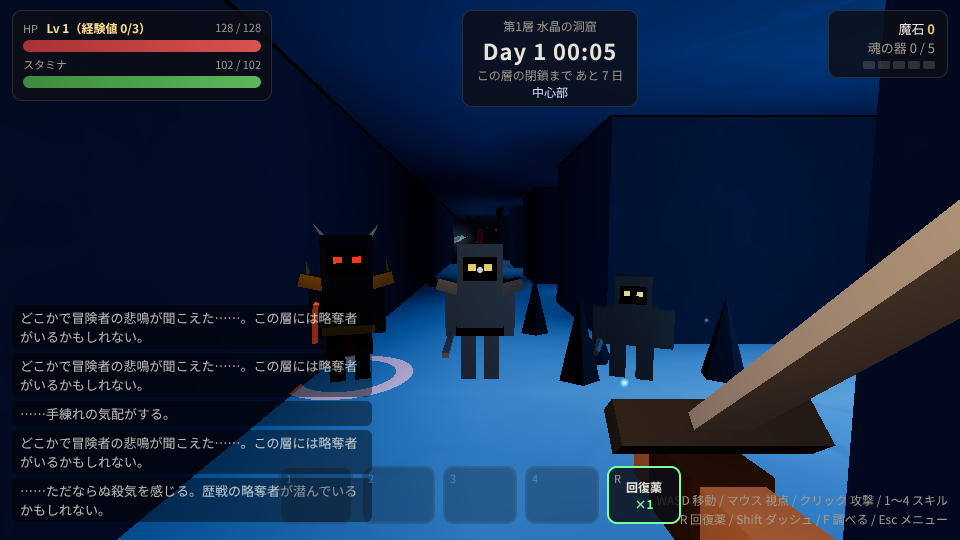 HP Lv 1（経験値 0/3） 128 / 128
スタミナ 102 / 102
第1層 水晶の洞窟
Day 1 00:05
この層の閉鎖まで あと 7 日
中心部
魔石 0
魂の器 0 / 5
どこかで冒険者の悲鳴が聞こえた……。この層には略奪者
がいるかもしれない。
どこかで冒険者の悲鳴が聞こえた……。この層には略奪者
がいるかもしれない。
……手練れの気配がする。
どこかで冒険者の悲鳴が聞こえた……。この層には略奪者
がいるかもしれない。
……ただならぬ殺気を感じる。歴戦の略奪者が潜んでいる
かもしれない。
1 2 3 4 R
回復薬
×1
WASD 移動 / マウス 視点 / クリック 攻撃 / 1〜4 スキル
R 回復薬 / Shift ダッシュ / F 調べる / Esc メニュー